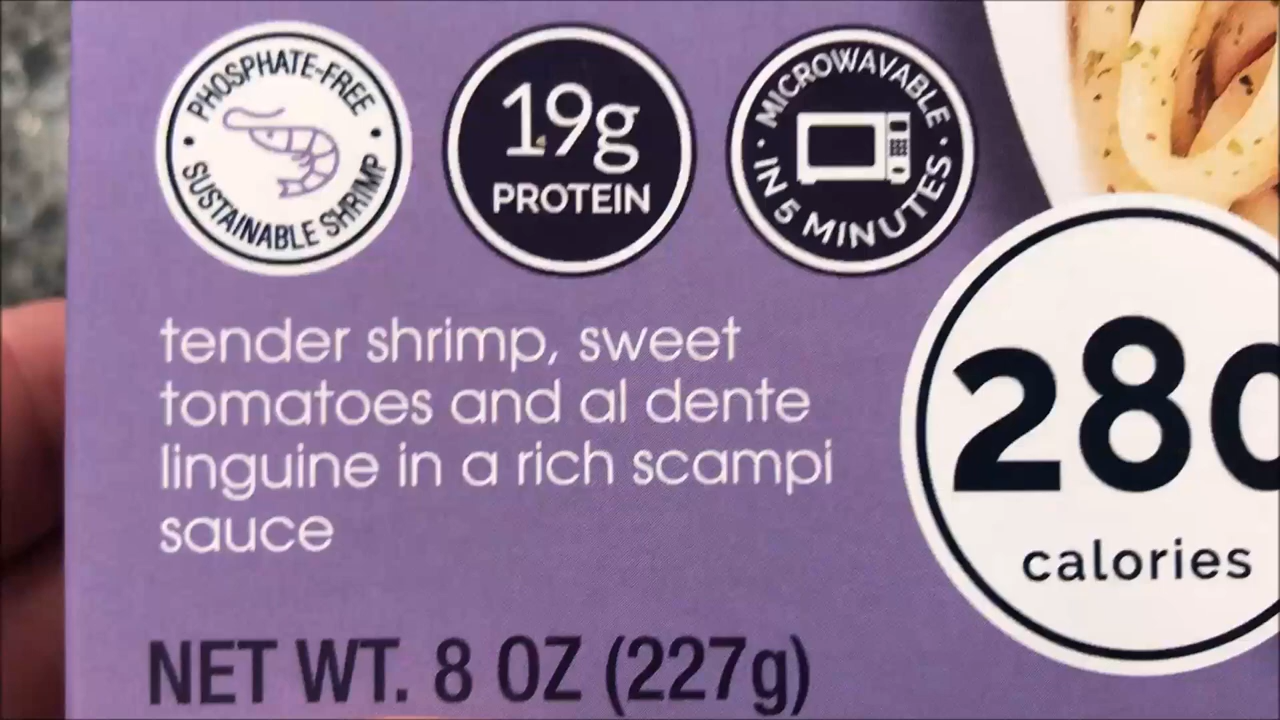 PHOSPHATE-FREE
• SUSTAINABLE SHRIMP •
19g
PROTEIN
MICROWAVABLE
• IN 5 MINUTES •
tender shrimp, sweet
tomatoes and al dente
linguine in a rich scampi
sauce
280
calories
NET WT. 8 OZ (227g)